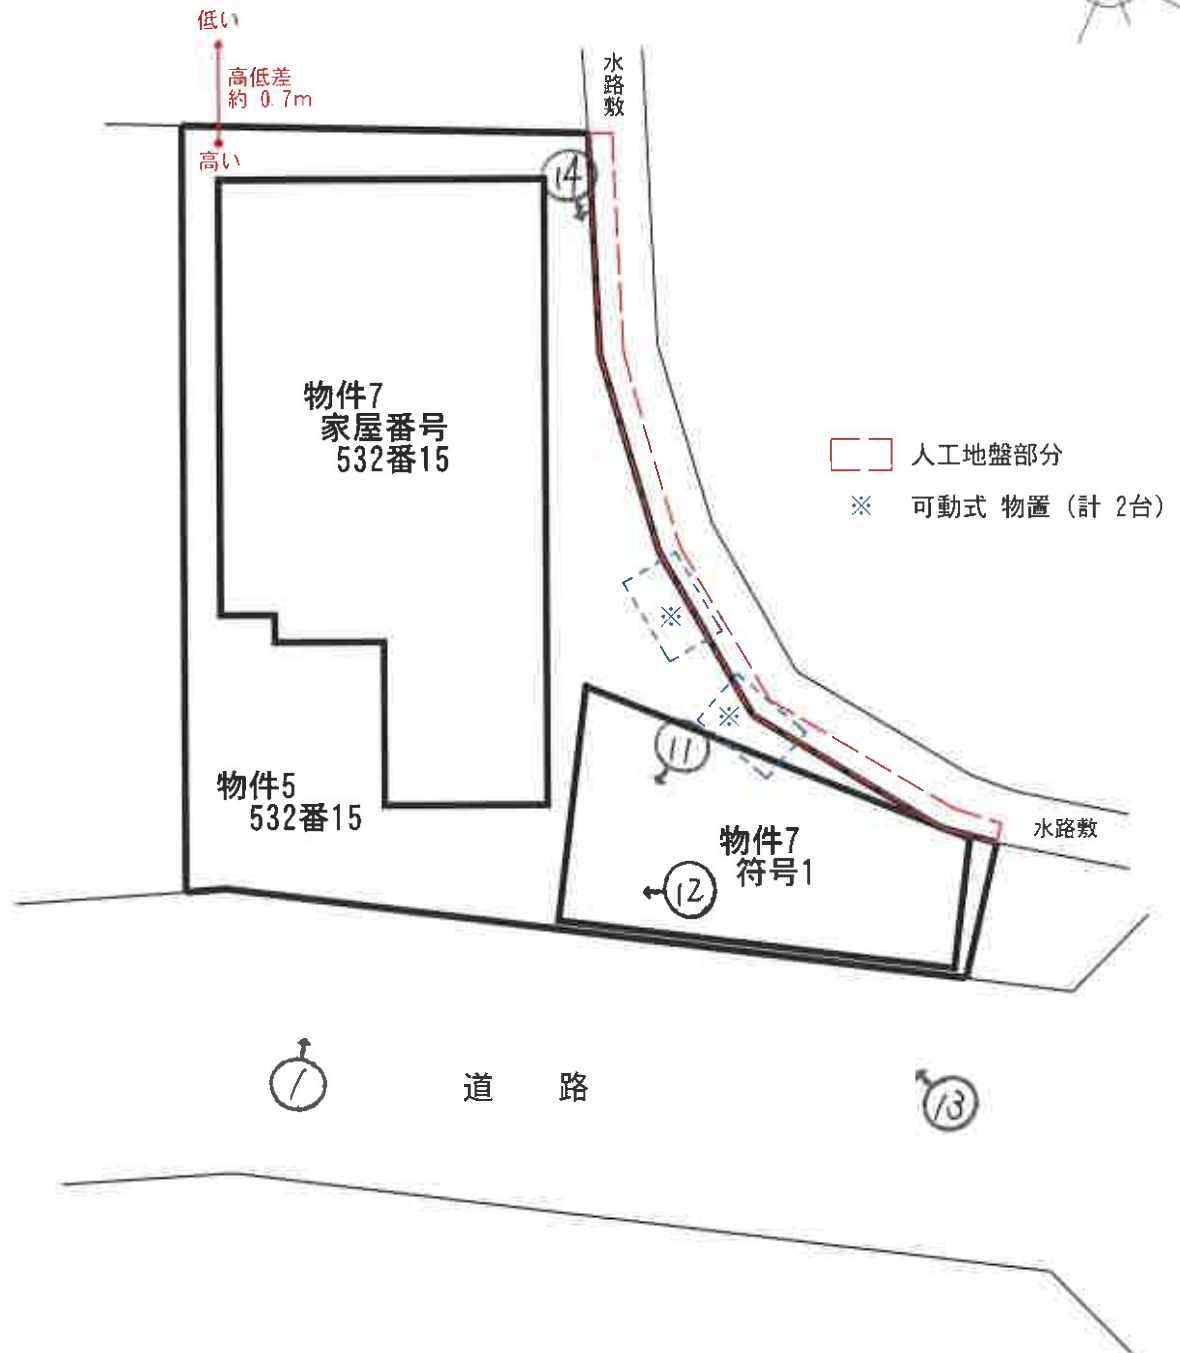 低い
高低差
約 0.7m
高い
水路敷
14
物件7
家屋番号
532番15
人工地盤部分
※ 可動式 物置 (計 2台)
※
※
11
物件5
532番15
物件7
符号1
水路敷
12
1
道 路
13